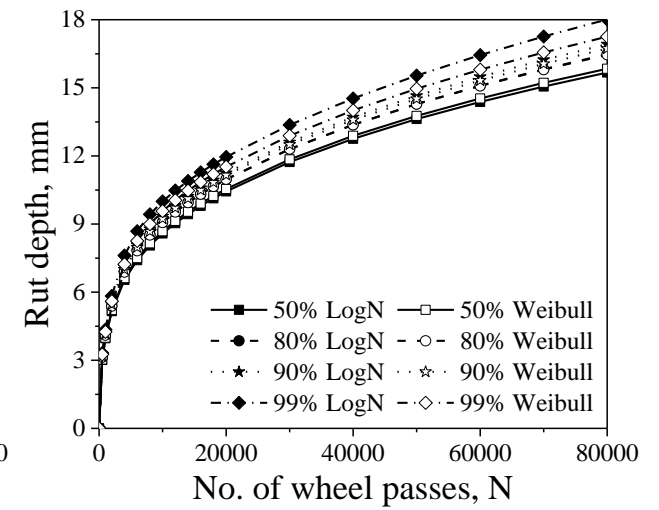 18
15
12
9
6
3
0
Rut depth, mm
50% LogN 50% Weibull
80% LogN 80% Weibull
90% LogN 90% Weibull
99% LogN 99% Weibull
0 0 20000 40000 60000 80000
No. of wheel passes, N